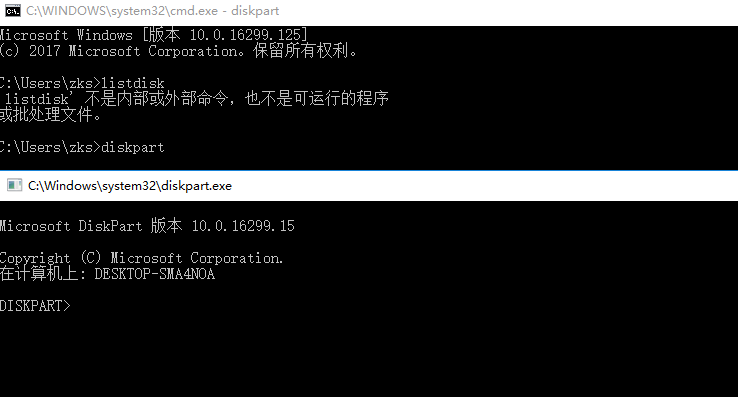 C:\WINDOWS\system32\cmd.exe - diskpart
Microsoft Windows [版本 10.0.16299.125]
(c) 2017 Microsoft Corporation。保留所有权利。
C:\Users\zks>listdisk
'listdisk' 不是内部或外部命令，也不是可运行的程序
或批处理文件。
C:\Users\zks>diskpart
C:\Windows\system32\diskpart.exe
Microsoft DiskPart 版本 10.0.16299.15
Copyright (C) Microsoft Corporation.
在计算机上: DESKTOP-SMA4NOA
DISKPART>